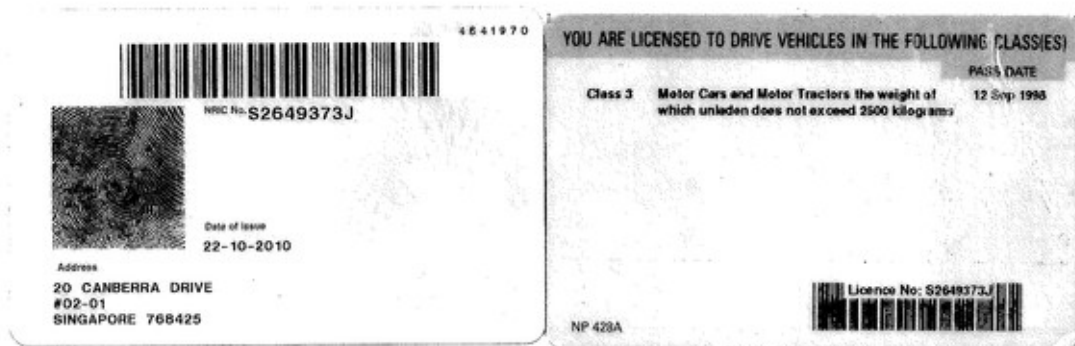 4641970
NRIC No. S2649373J
Date of Issue
22-10-2010
Address
20 CANBERRA DRIVE
#02-01
SINGAPORE 768425
YOU ARE LICENSED TO DRIVE VEHICLES IN THE FOLLOWING CLASS(ES)
PASS DATE
Class 3 Motor Cars and Motor Tractors the weight of 12 Sep 1998
which unladen does not exceed 2500 kilograms
Licence No: S2649373J
NP 428A